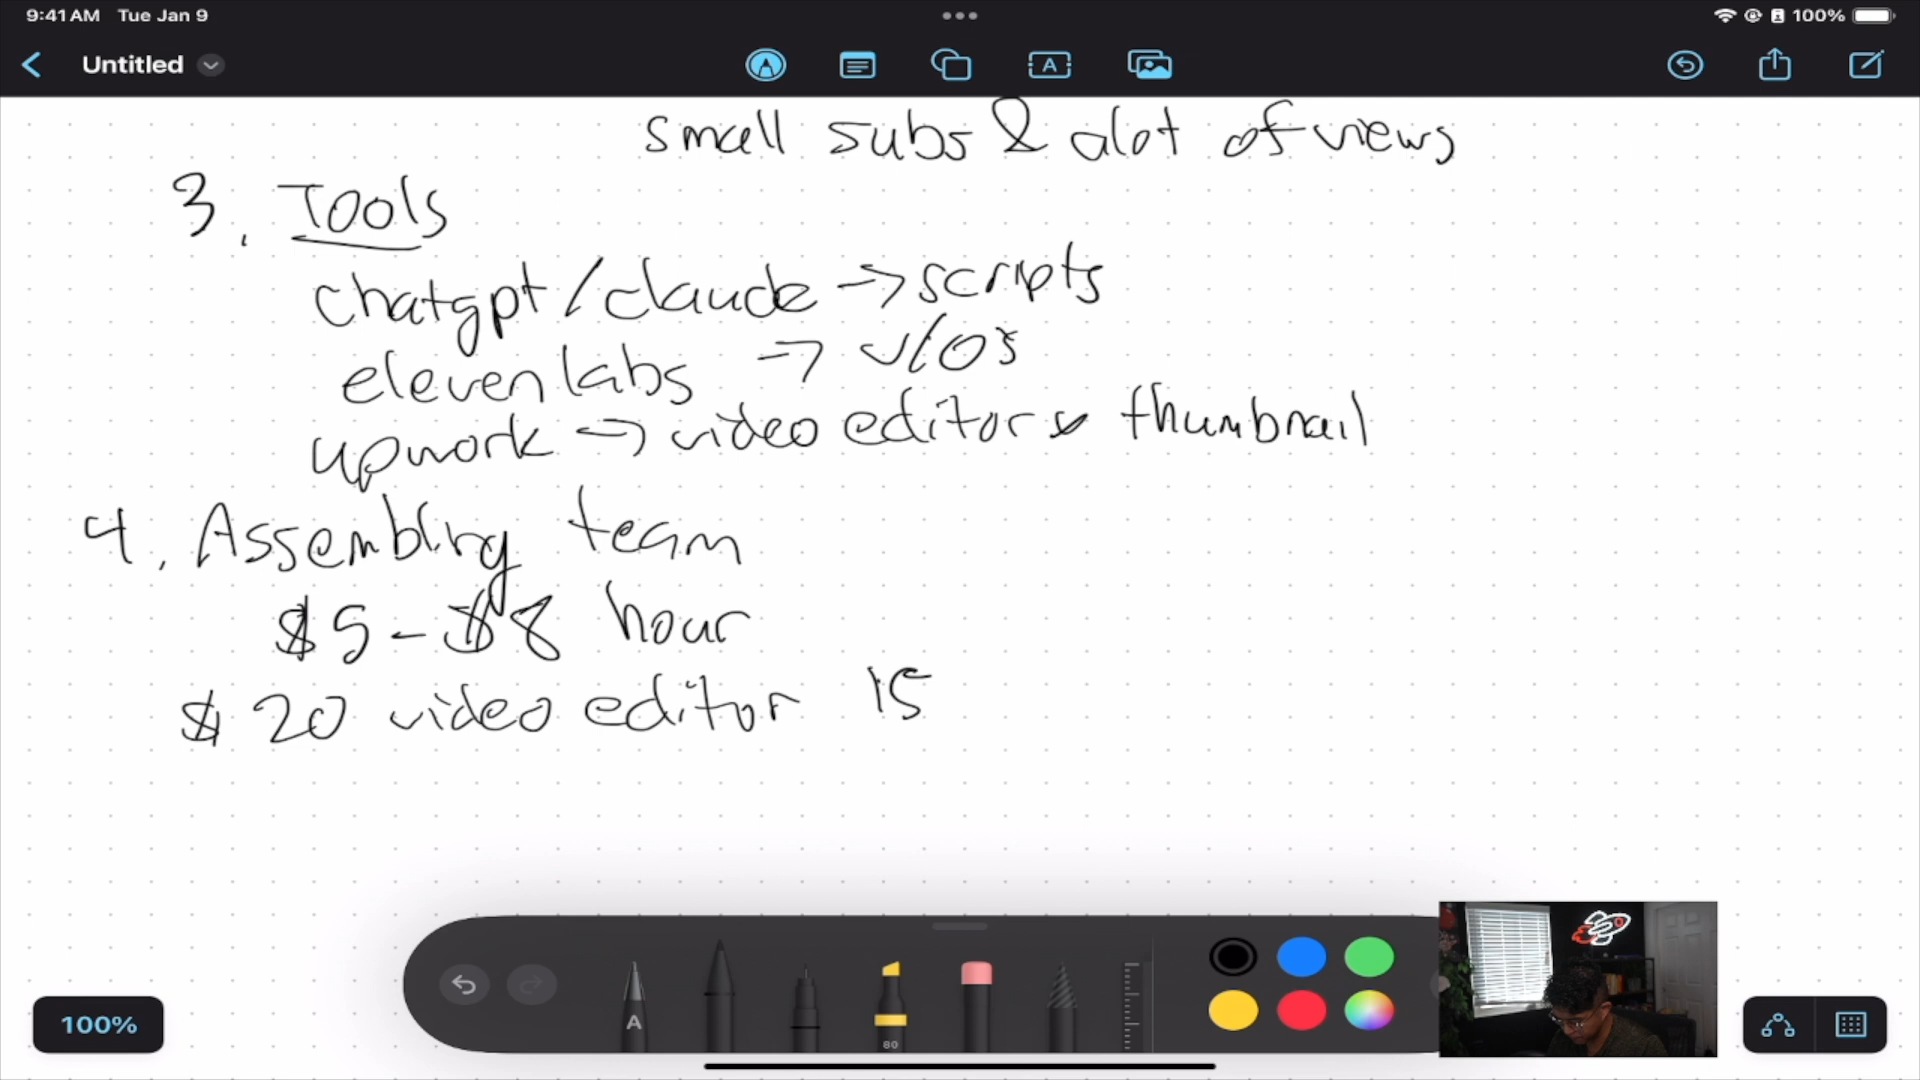 9:41 AM Tue Jan 9
100%
Untitled
small subs & alot of views
3. Tools
chatgpt/claude -> scripts
elevenlabs -> v/os
upwork -> video editor & thumbnail
4. Assembling team
$5-$8 hour
$20 video editor 15
A
80
100%